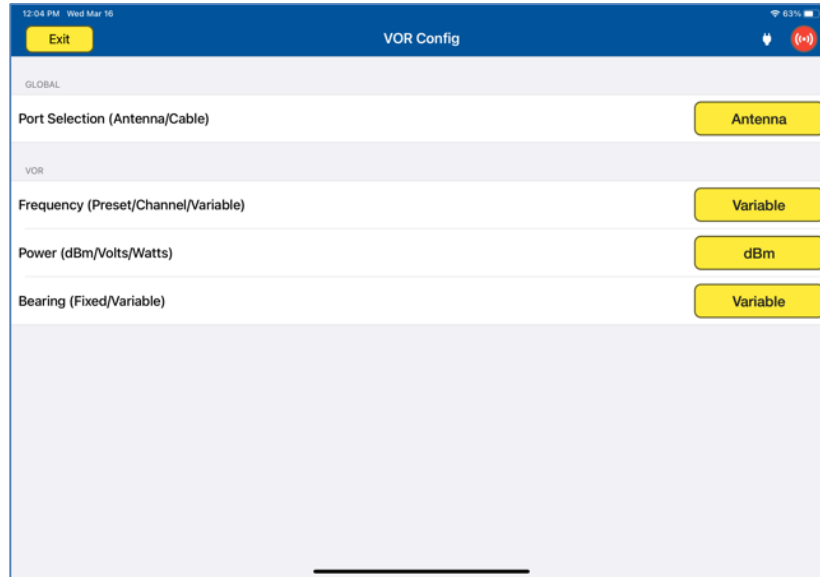 12:04 PM Wed Mar 16 63%
Exit VOR Config
GLOBAL
Port Selection (Antenna/Cable) Antenna
VOR
Frequency (Preset/Channel/Variable) Variable
Power (dBm/Volts/Watts) dBm
Bearing (Fixed/Variable) Variable